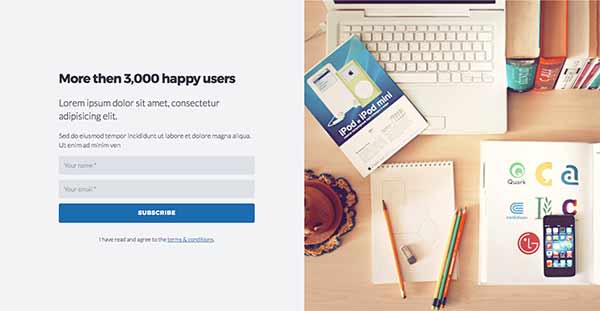 More then 3,000 happy users
Lorem ipsum dolor sit amet, consectetur
adipisicing elit.
Sed do eiusmod tempor incididunt ut labore et dolore magna aliqua.
Ut enim ad minim ven
Your name *
Your email *
SUBSCRIBE
I have read and agree to the terms & conditions.
iPod + iPod mini
Quark
LG